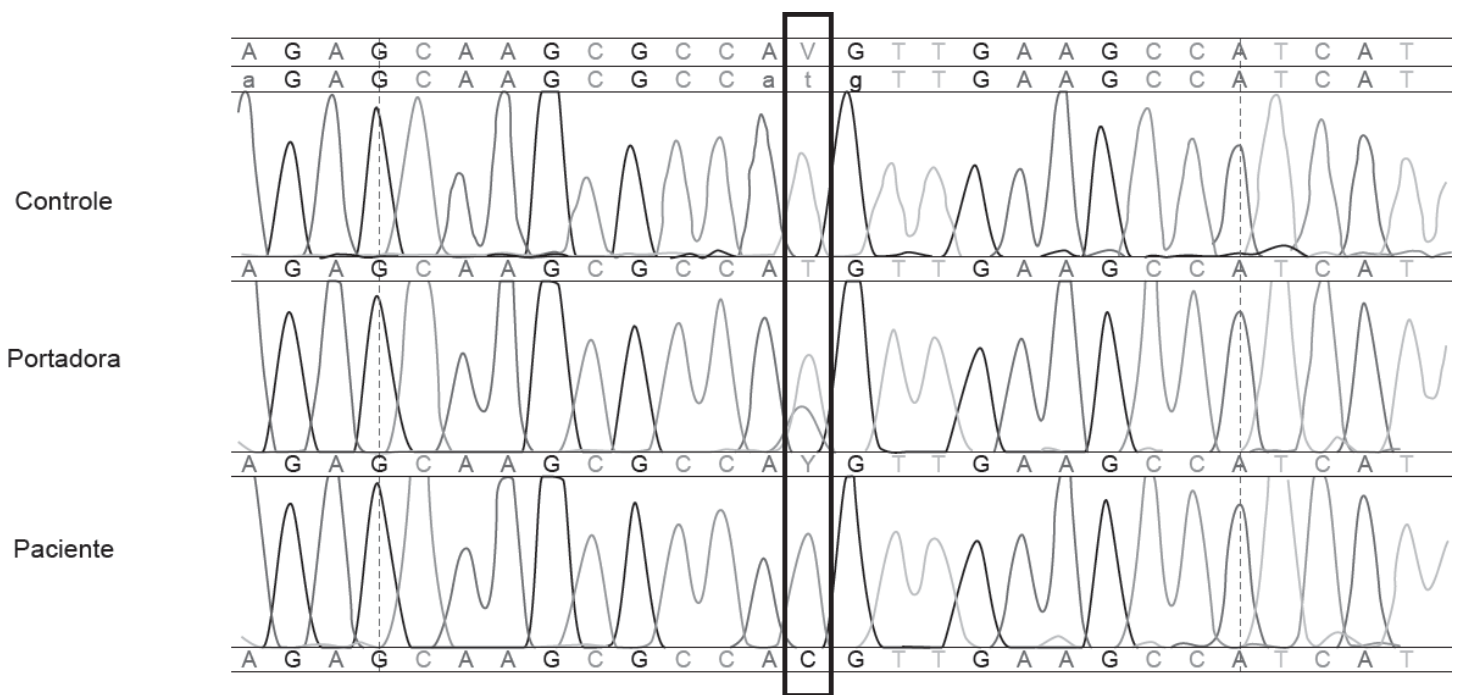 A G A G C A A G C G C C A V G T T G A A G C C A T C A T
a G A G C A A G C G C C a t g T T G A A G C C A T C A T
Controle
A G A G C A A G C G C C A T G T T G A A G C C A T C A T
Portadora
A G A G C A A G C G C C A Y G T T G A A G C C A T C A T
Paciente
A G A G C A A G C G C C A C G T T G A A G C C A T C A T